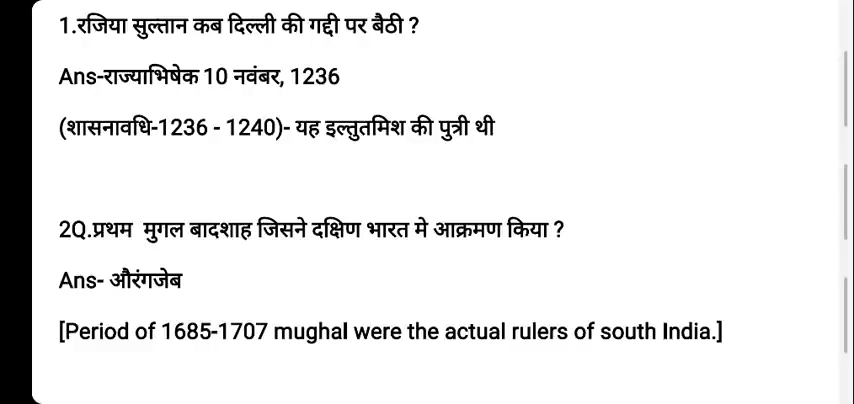 1.रजिया सुल्तान कब दिल्ली की गद्दी पर बैठी ?
Ans-राज्याभिषेक 10 नवंबर, 1236
(शासनावधि-1236 - 1240)- यह इल्तुतमिश की पुत्री थी
2Q.प्रथम मुगल बादशाह जिसने दक्षिण भारत मे आक्रमण किया ?
Ans- औरंगजेब
[Period of 1685-1707 mughal were the actual rulers of south India.]